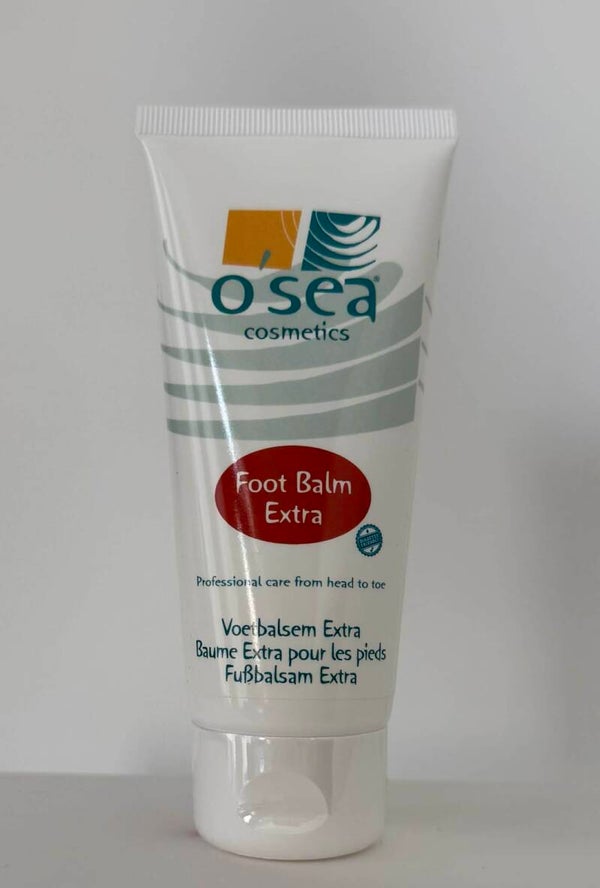 o'sea®
cosmetics
Foot Balm
Extra
Professional care from head to toe
Voetbalsem Extra
Baume Extra pour les pieds
Fußbalsam Extra